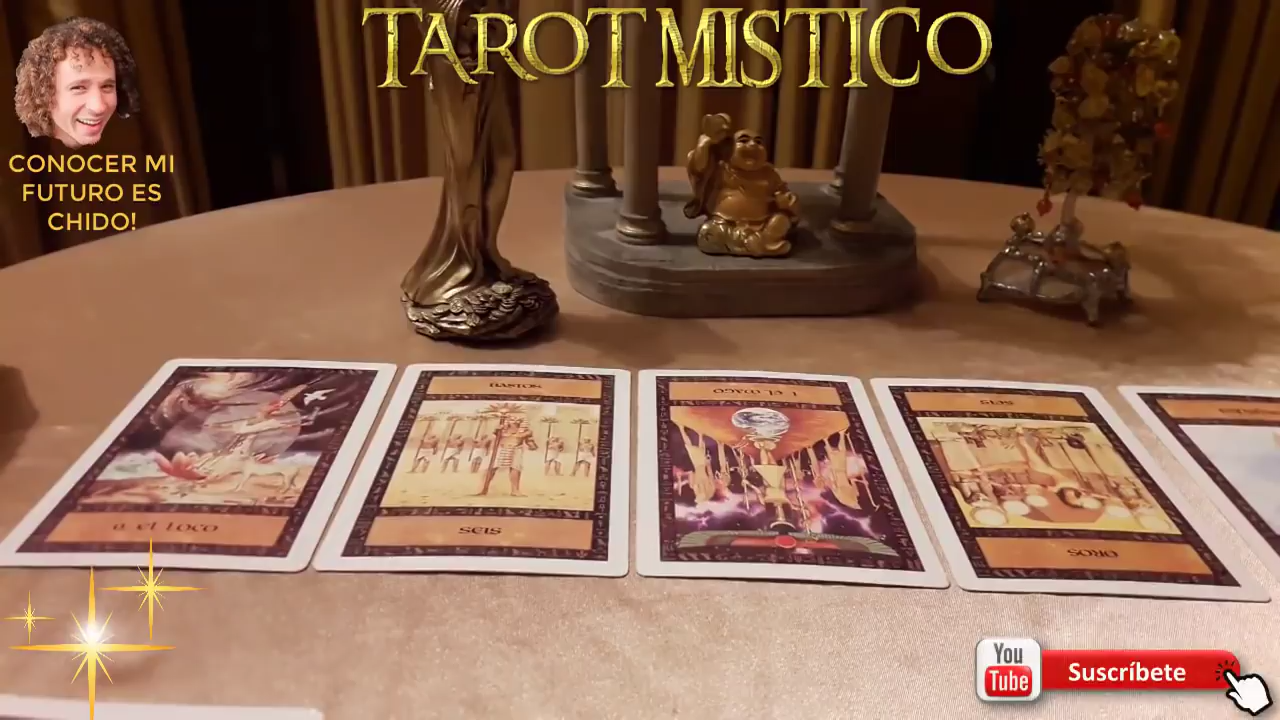 TAROT MISTICO
CONOCER MI
FUTURO ES
CHIDO!
0. EL LOCO
BASTOS
SEIS
1 EL MAGO
SEIS
OROS
You
Tube
Suscríbete